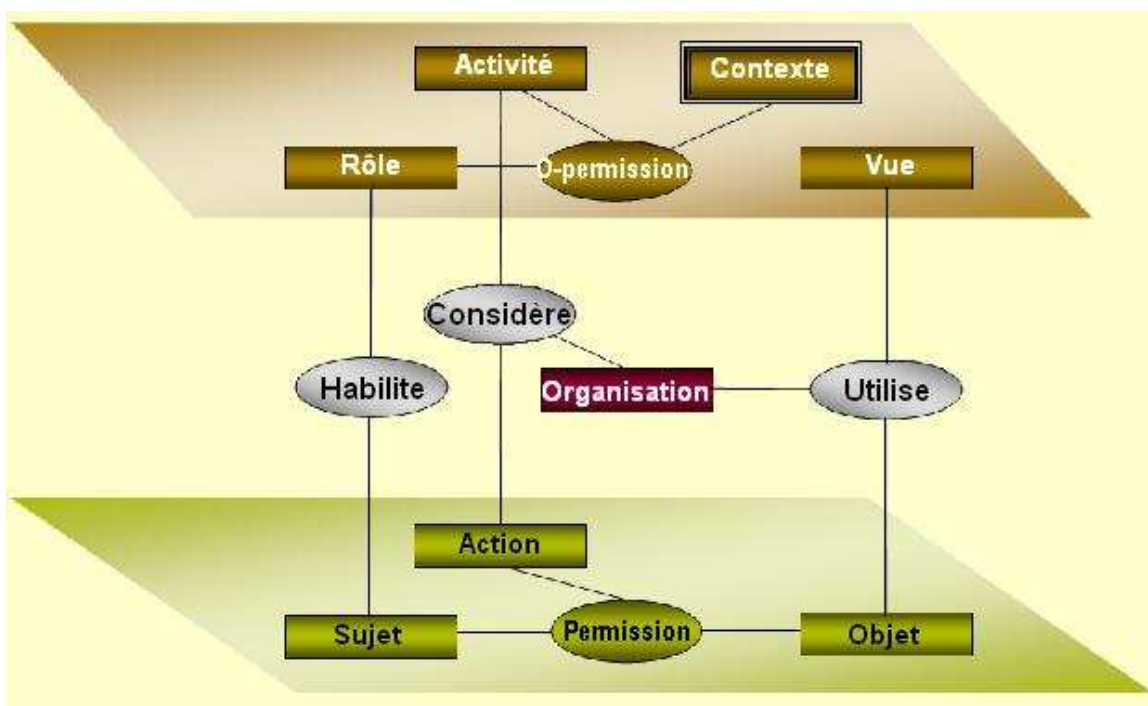 Activité
Contexte
Rôle
O-permission
Vue
Considère
Habilite
Organisation
Utilise
Action
Sujet
Permission
Objet